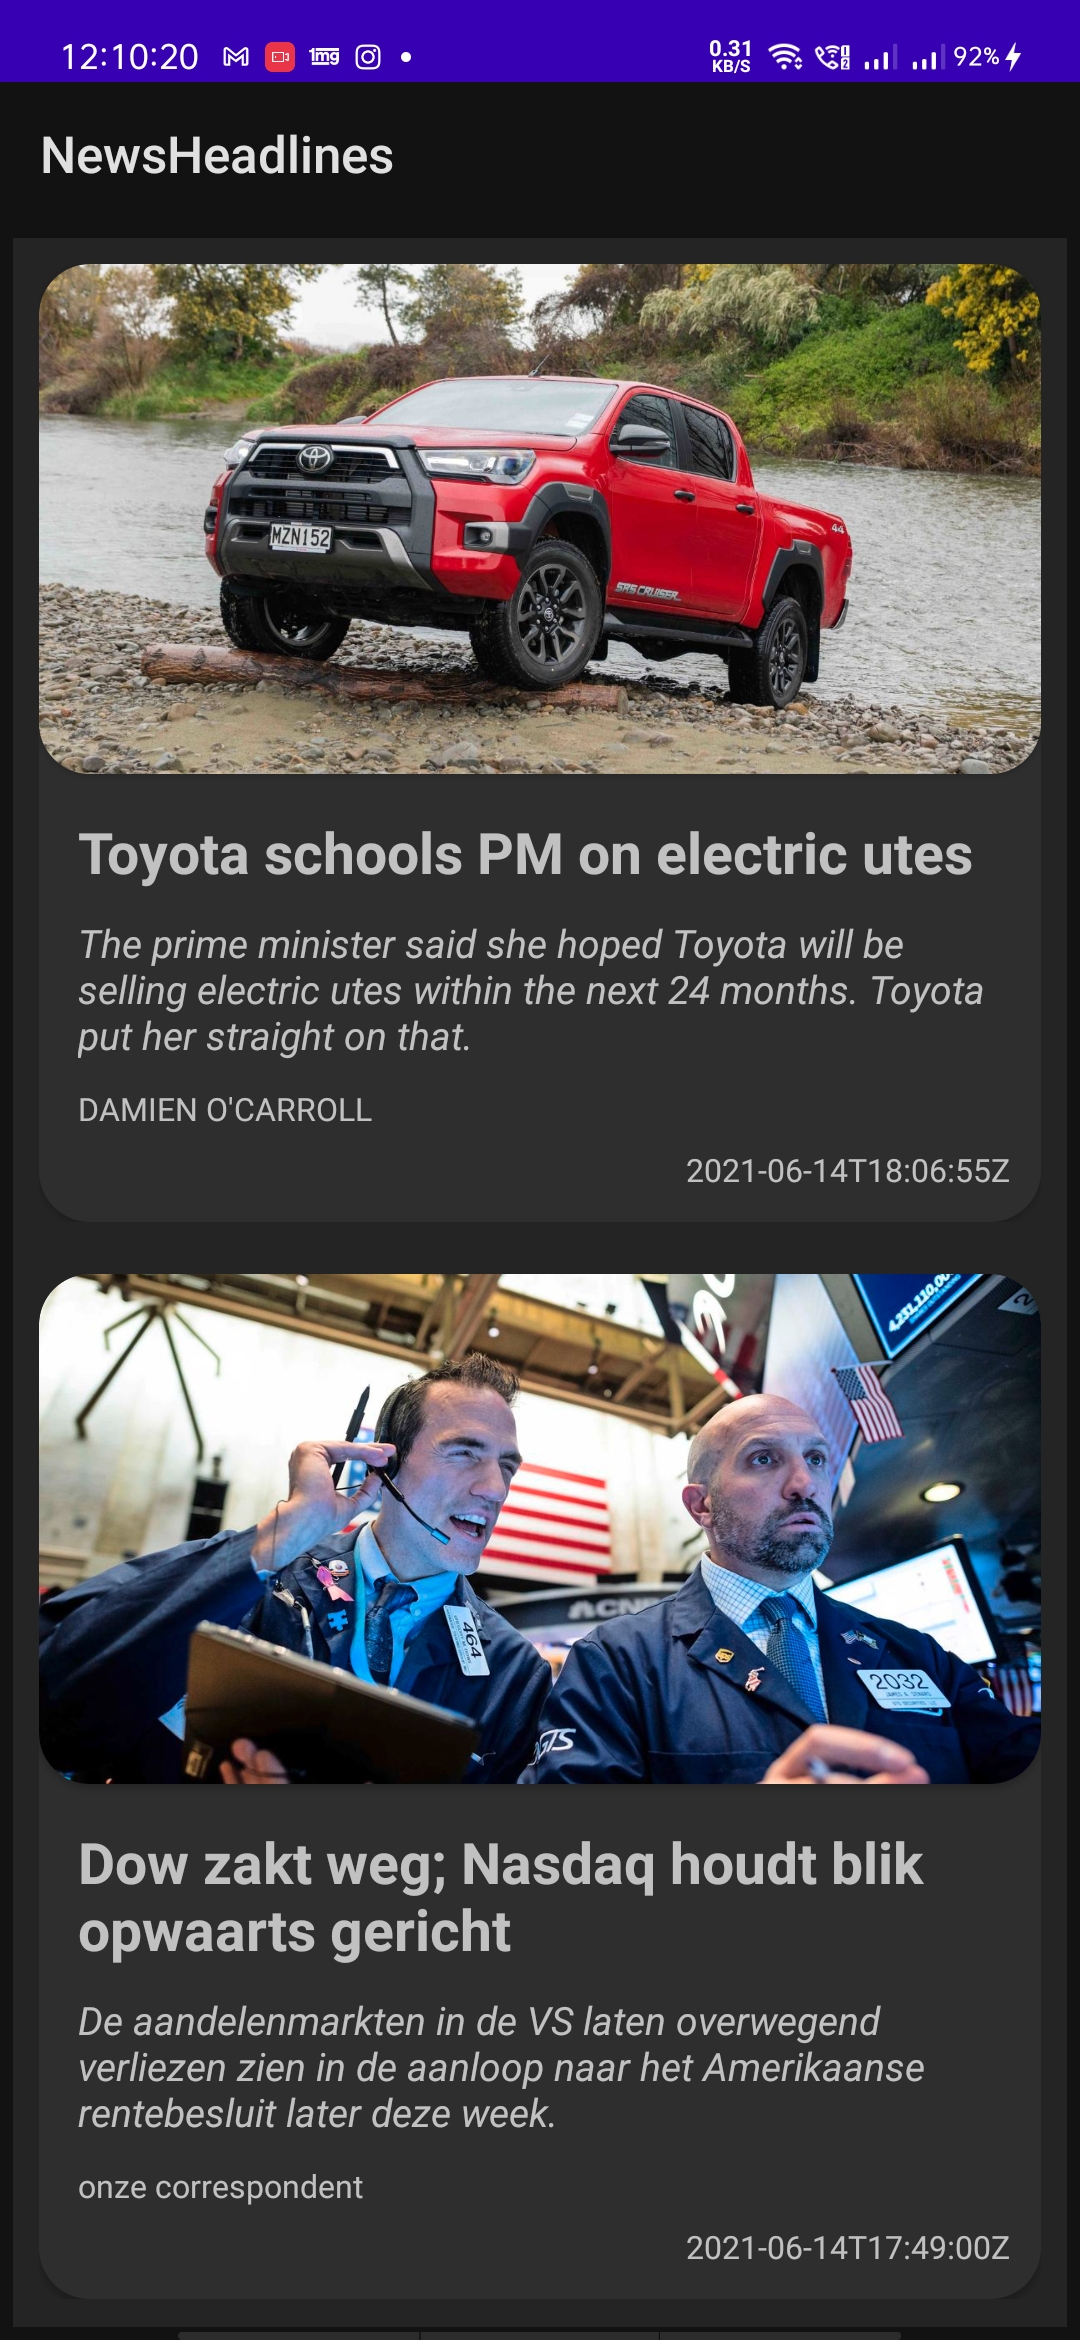 12:10:20
1mg
0.31
KB/S
92%
NewsHeadlines
MZN152
SR5 CRUISER
Toyota schools PM on electric utes
The prime minister said she hoped Toyota will be
selling electric utes within the next 24 months. Toyota
put her straight on that.
DAMIEN O'CARROLL
2021-06-14T18:06:55Z
4,231,110,00
464
2032
GTS
Dow zakt weg; Nasdaq houdt blik
opwaarts gericht
De aandelenmarkten in de VS laten overwegend
verliezen zien in de aanloop naar het Amerikaanse
rentebesluit later deze week.
onze correspondent
2021-06-14T17:49:00Z